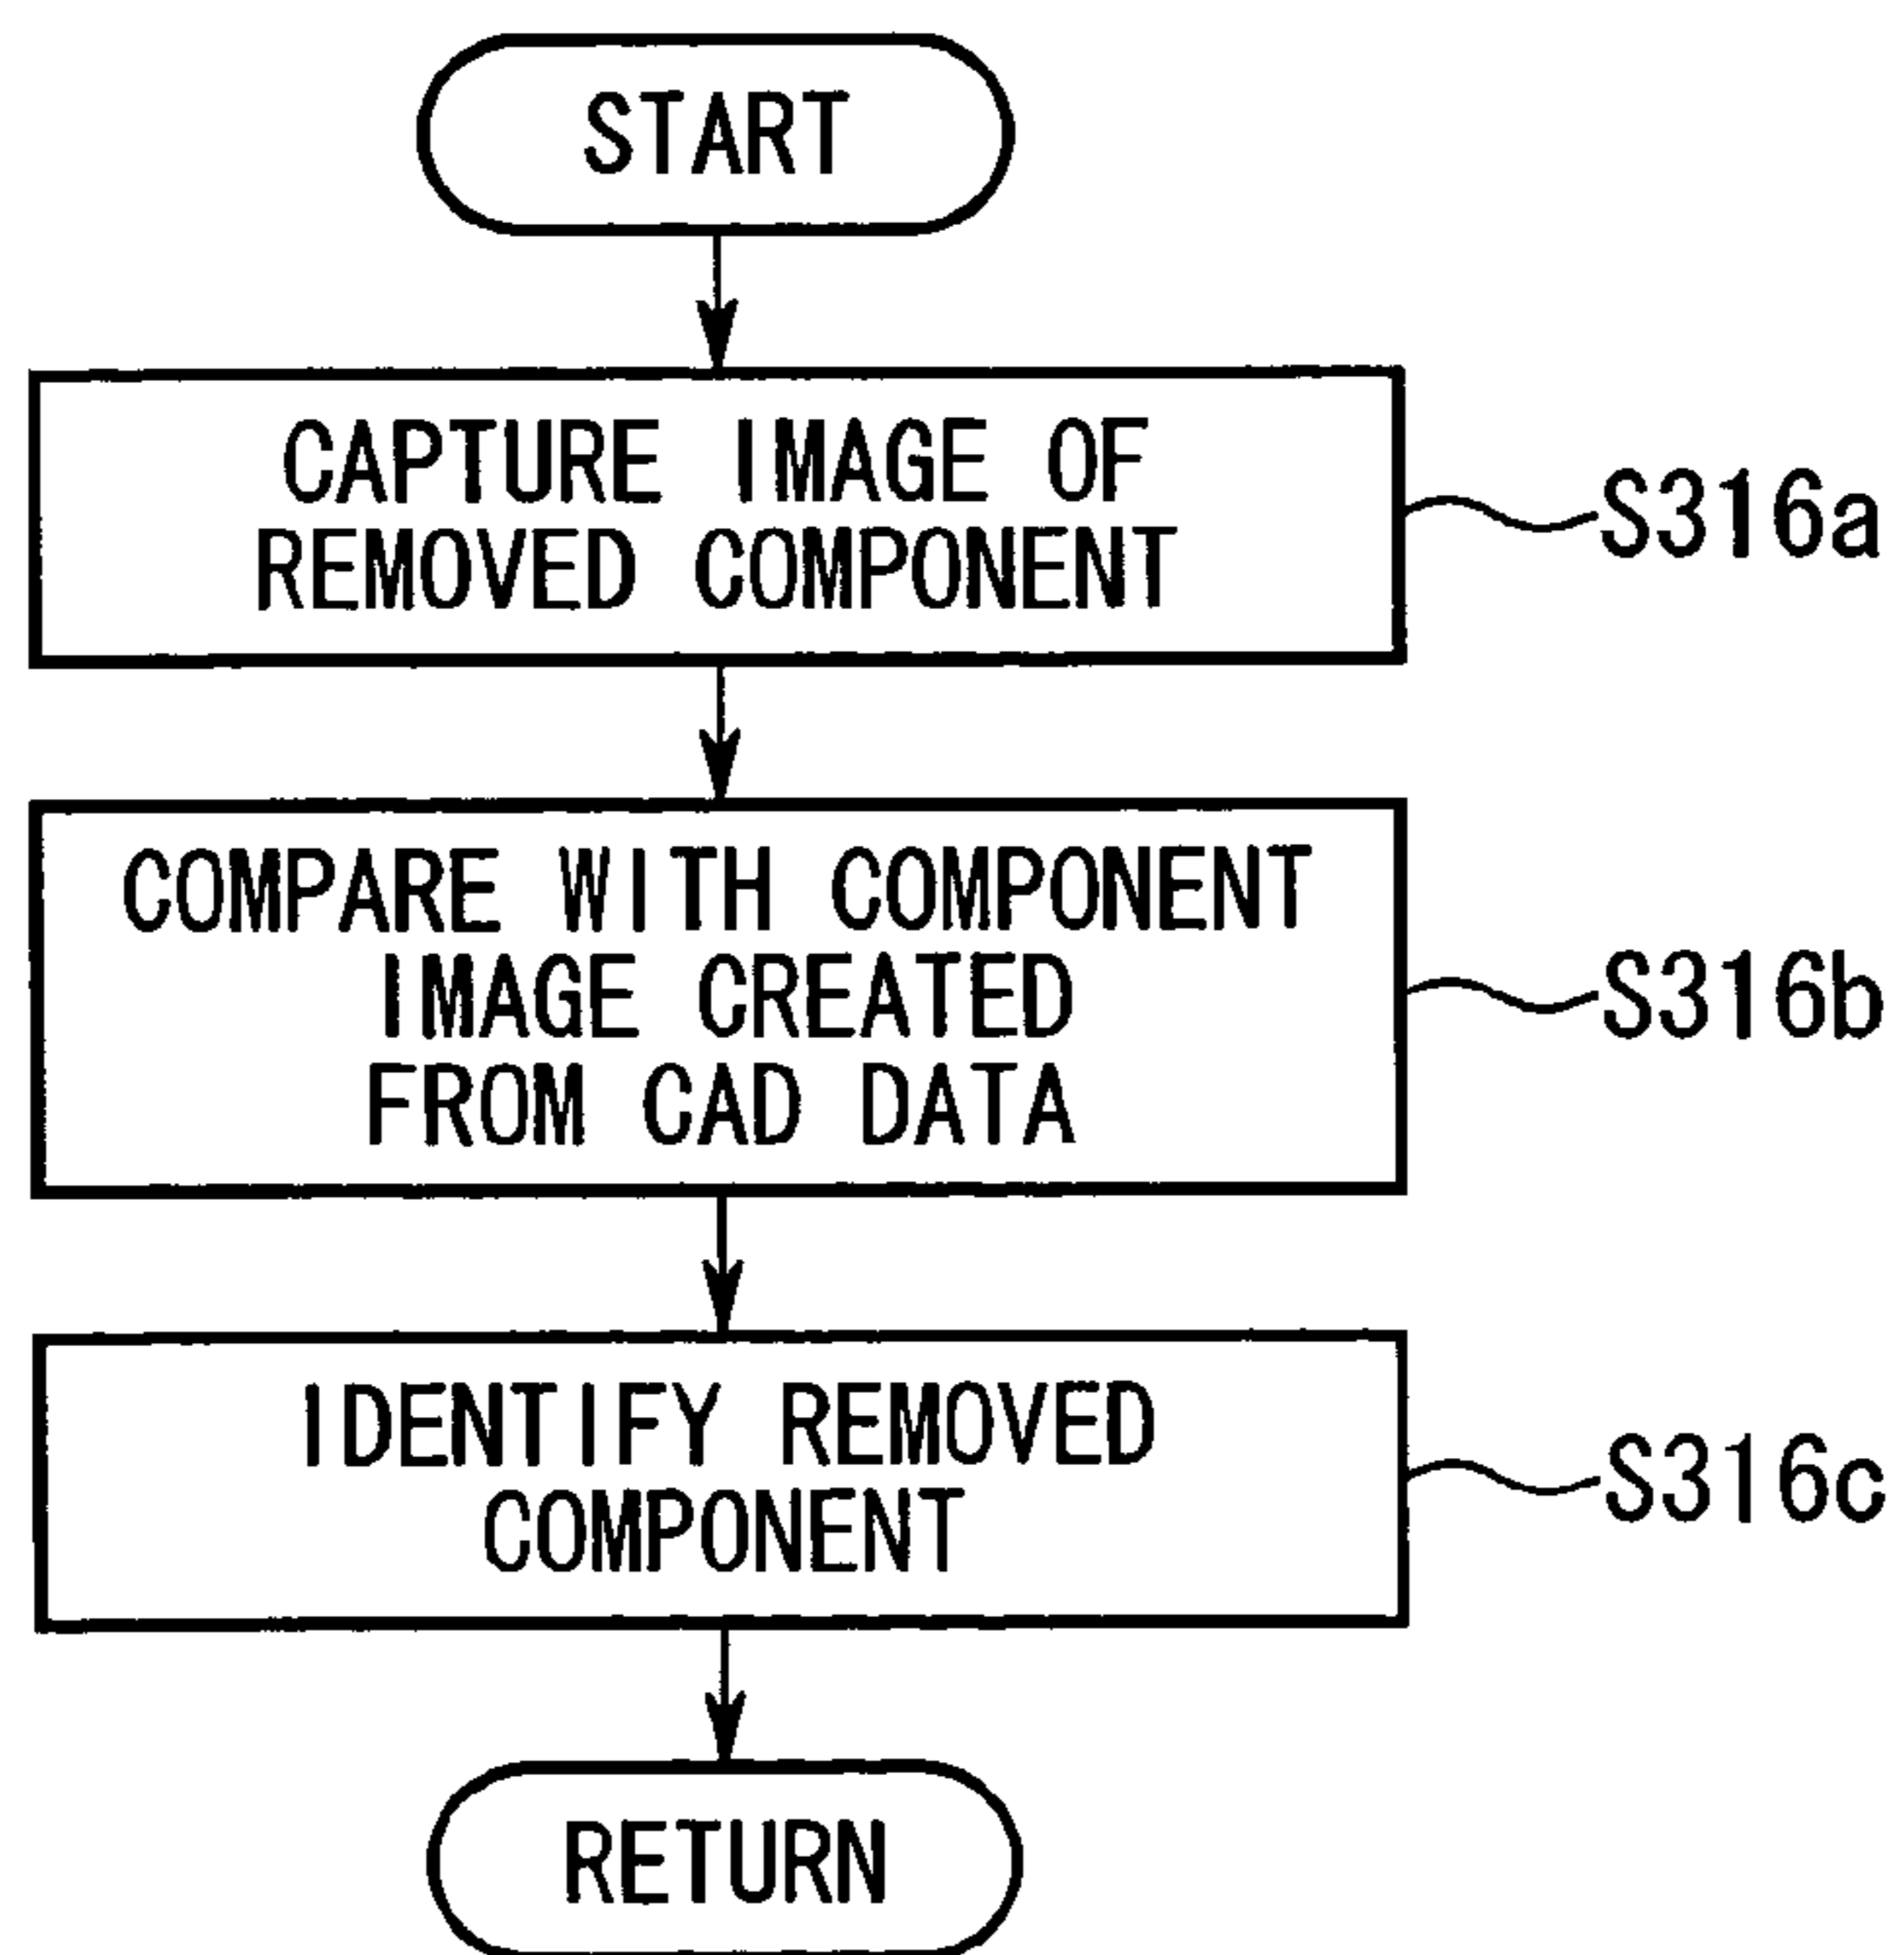 START
CAPTURE IMAGE OF
REMOVED COMPONENT
S316a
COMPARE WITH COMPONENT
IMAGE CREATED
FROM CAD DATA
S316b
IDENTIFY REMOVED
COMPONENT
S316c
RETURN